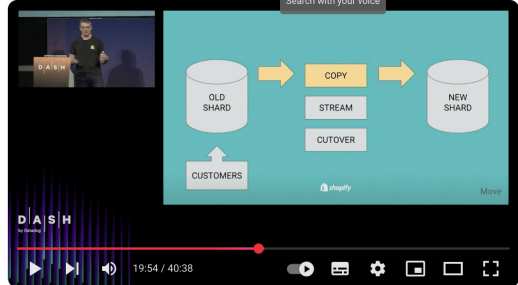 Search with your voice
D|A|S|H
OLD
SHARD
COPY
STREAM
CUTOVER
NEW
SHARD
CUSTOMERS
shopify
Move
D|A|S|H
by Datadog
19:54 / 40:38